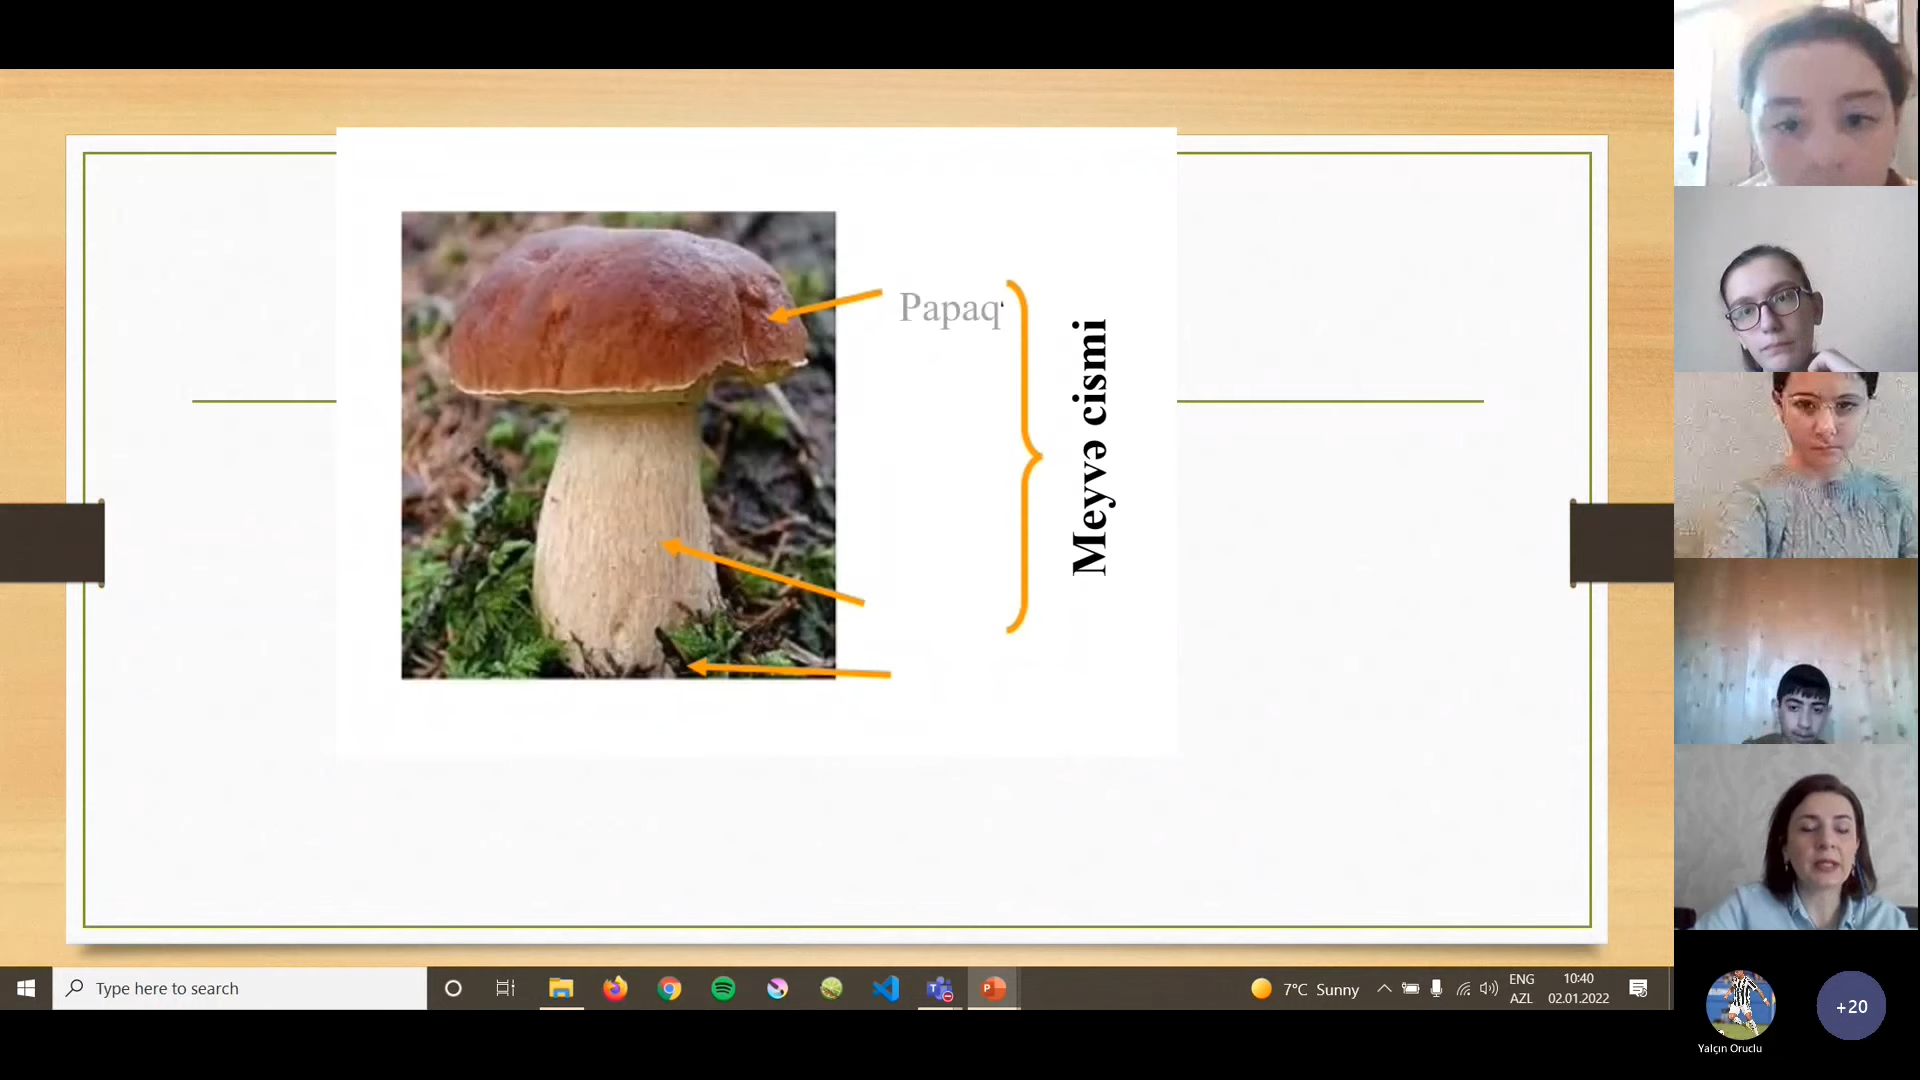 Papaq
Meyvə cismi
Type here to search
7°C Sunny
ENG
AZL
10:40
02.01.2022
Yalçın Oruclu
+20